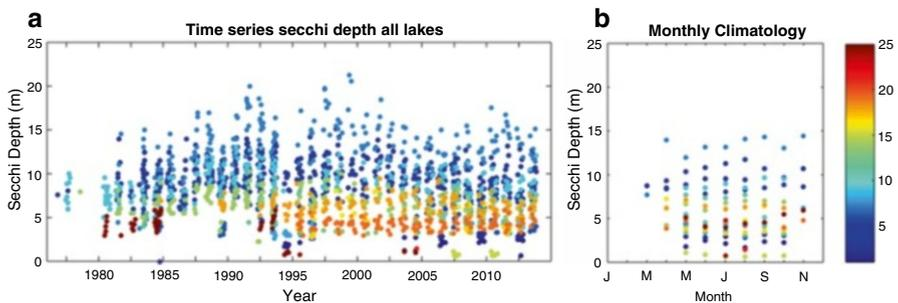 a
Time series secchi depth all lakes
Secchi Depth (m)
25
20
15
10
5
0
1980 1985 1990 1995 2000 2005 2010
Year
b
Monthly Climatology
Secchi Depth (m)
25
20
15
10
5
0
J M M J S N
Month
25
20
15
10
5